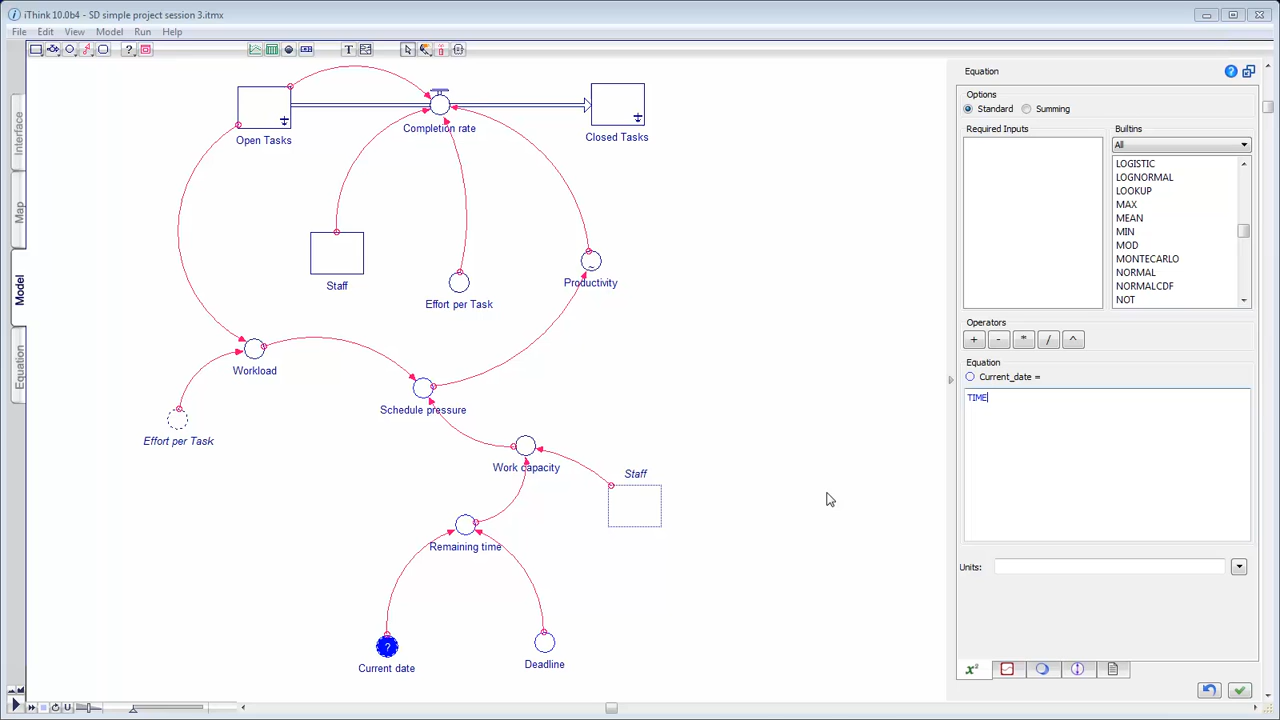 iThink 10.0b4 - SD simple project session 3.itmx
File Edit View Model Run Help
Interface
Map
Model
Equation
Open Tasks
Completion rate
Closed Tasks
Staff
Effort per Task
Productivity
Workload
Schedule pressure
Effort per Task
Work capacity
Staff
Remaining time
Current date
Deadline
?
Equation
Options
Standard Summing
Required Inputs
Builtins
All
LOGISTIC
LOGNORMAL
LOOKUP
MAX
MEAN
MIN
MOD
MONTECARLO
NORMAL
NORMALCDF
NOT
Operators
+ - * / ^
Equation
Current_date =
TIME
Units:
x²